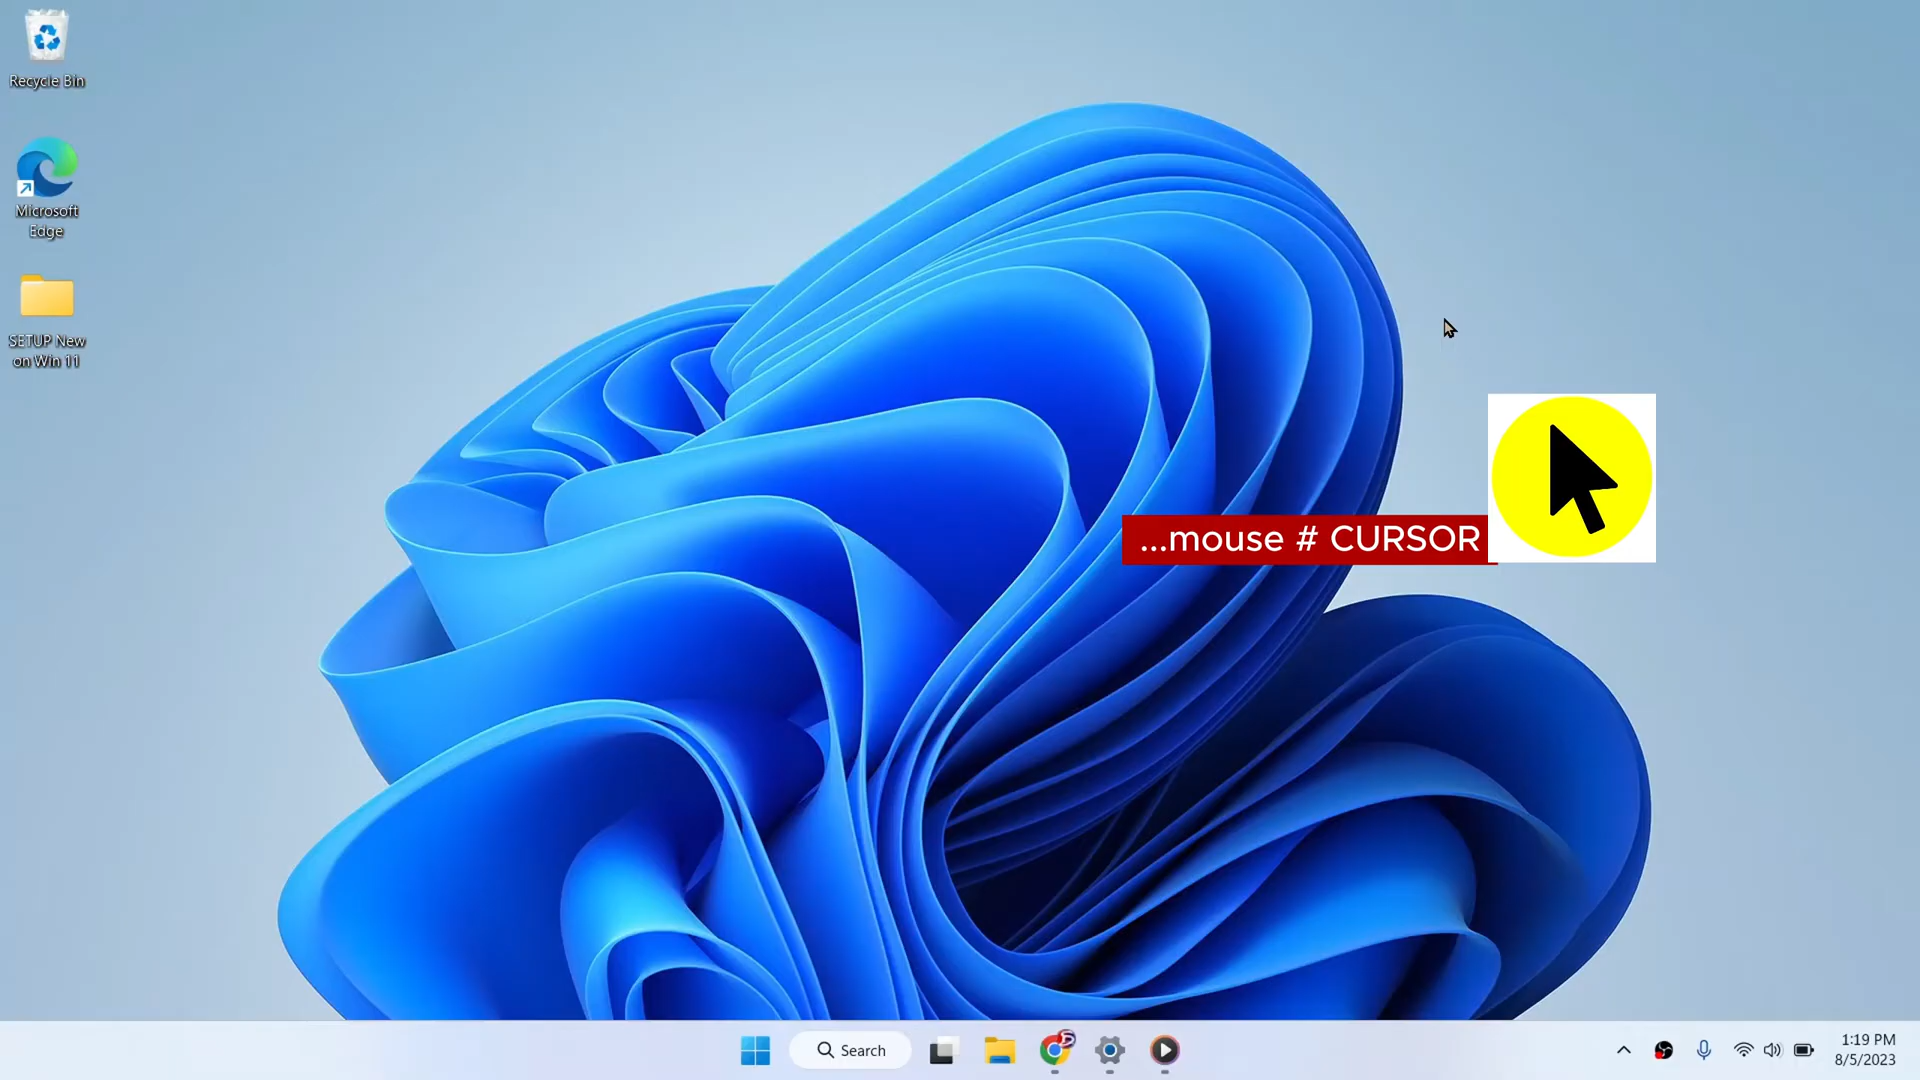 Recycle Bin
Microsoft
Edge
SETUP New
on Win 11
...mouse # CURSOR
Search
1:19 PM
8/5/2023